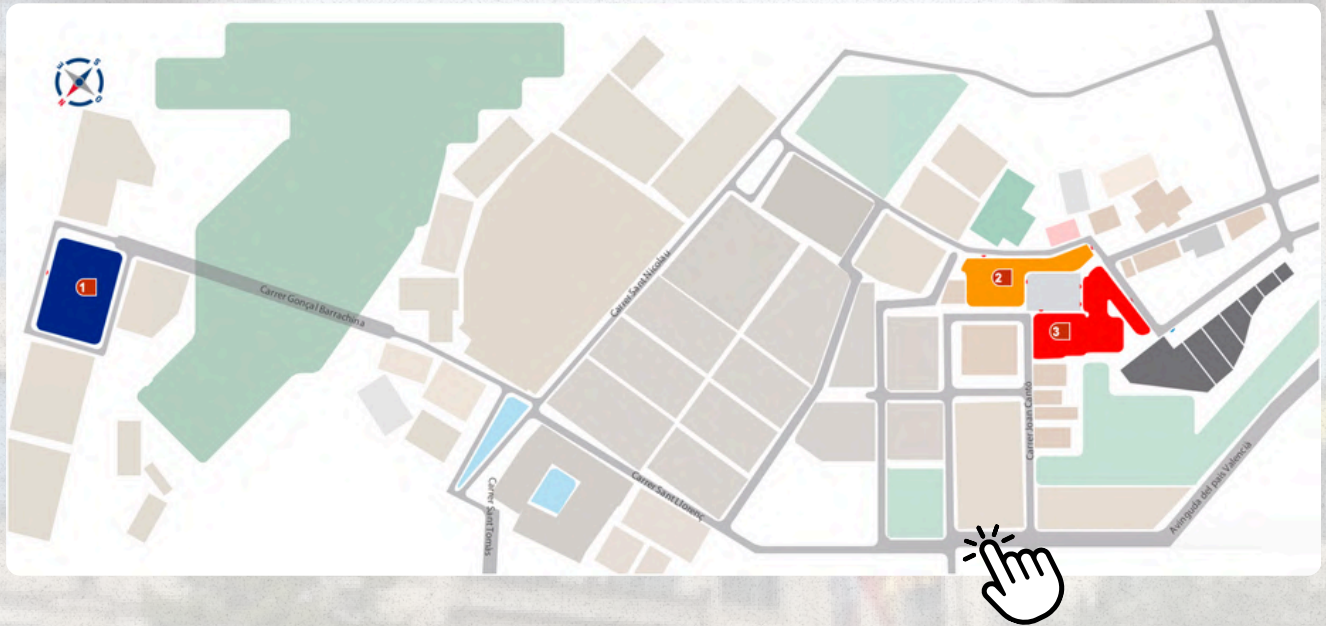 E
S
N
O
1
Carrer Gonçal Barrachina
Carrer Sant Nicolau
2
3
Carrer Joan Cantó
Carrer Sant Tomàs
Carrer Sant Llorenç
Avinguda del país Valencià